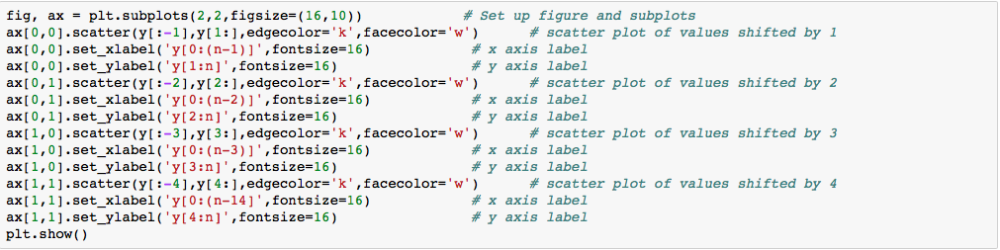 fig, ax = plt.subplots(2,2,figsize=(16,10))             # Set up figure and subplots
ax[0,0].scatter(y[:-1],y[1:],edgecolor='k',facecolor='w')      # scatter plot of values shifted by 1
ax[0,0].set_xlabel('y[0:(n-1)]',fontsize=16)            # x axis label
ax[0,0].set_ylabel('y[1:n]',fontsize=16)                # y axis label
ax[0,1].scatter(y[:-2],y[2:],edgecolor='k',facecolor='w')      # scatter plot of values shifted by 2
ax[0,1].set_xlabel('y[0:(n-2)]',fontsize=16)            # x axis label
ax[0,1].set_ylabel('y[2:n]',fontsize=16)                # y axis label
ax[1,0].scatter(y[:-3],y[3:],edgecolor='k',facecolor='w')      # scatter plot of values shifted by 3
ax[1,0].set_xlabel('y[0:(n-3)]',fontsize=16)            # x axis label
ax[1,0].set_ylabel('y[3:n]',fontsize=16)                # y axis label
ax[1,1].scatter(y[:-4],y[4:],edgecolor='k',facecolor='w')      # scatter plot of values shifted by 4
ax[1,1].set_xlabel('y[0:(n-14]',fontsize=16)            # x axis label
ax[1,1].set_ylabel('y[4:n]',fontsize=16)                # y axis label
plt.show()